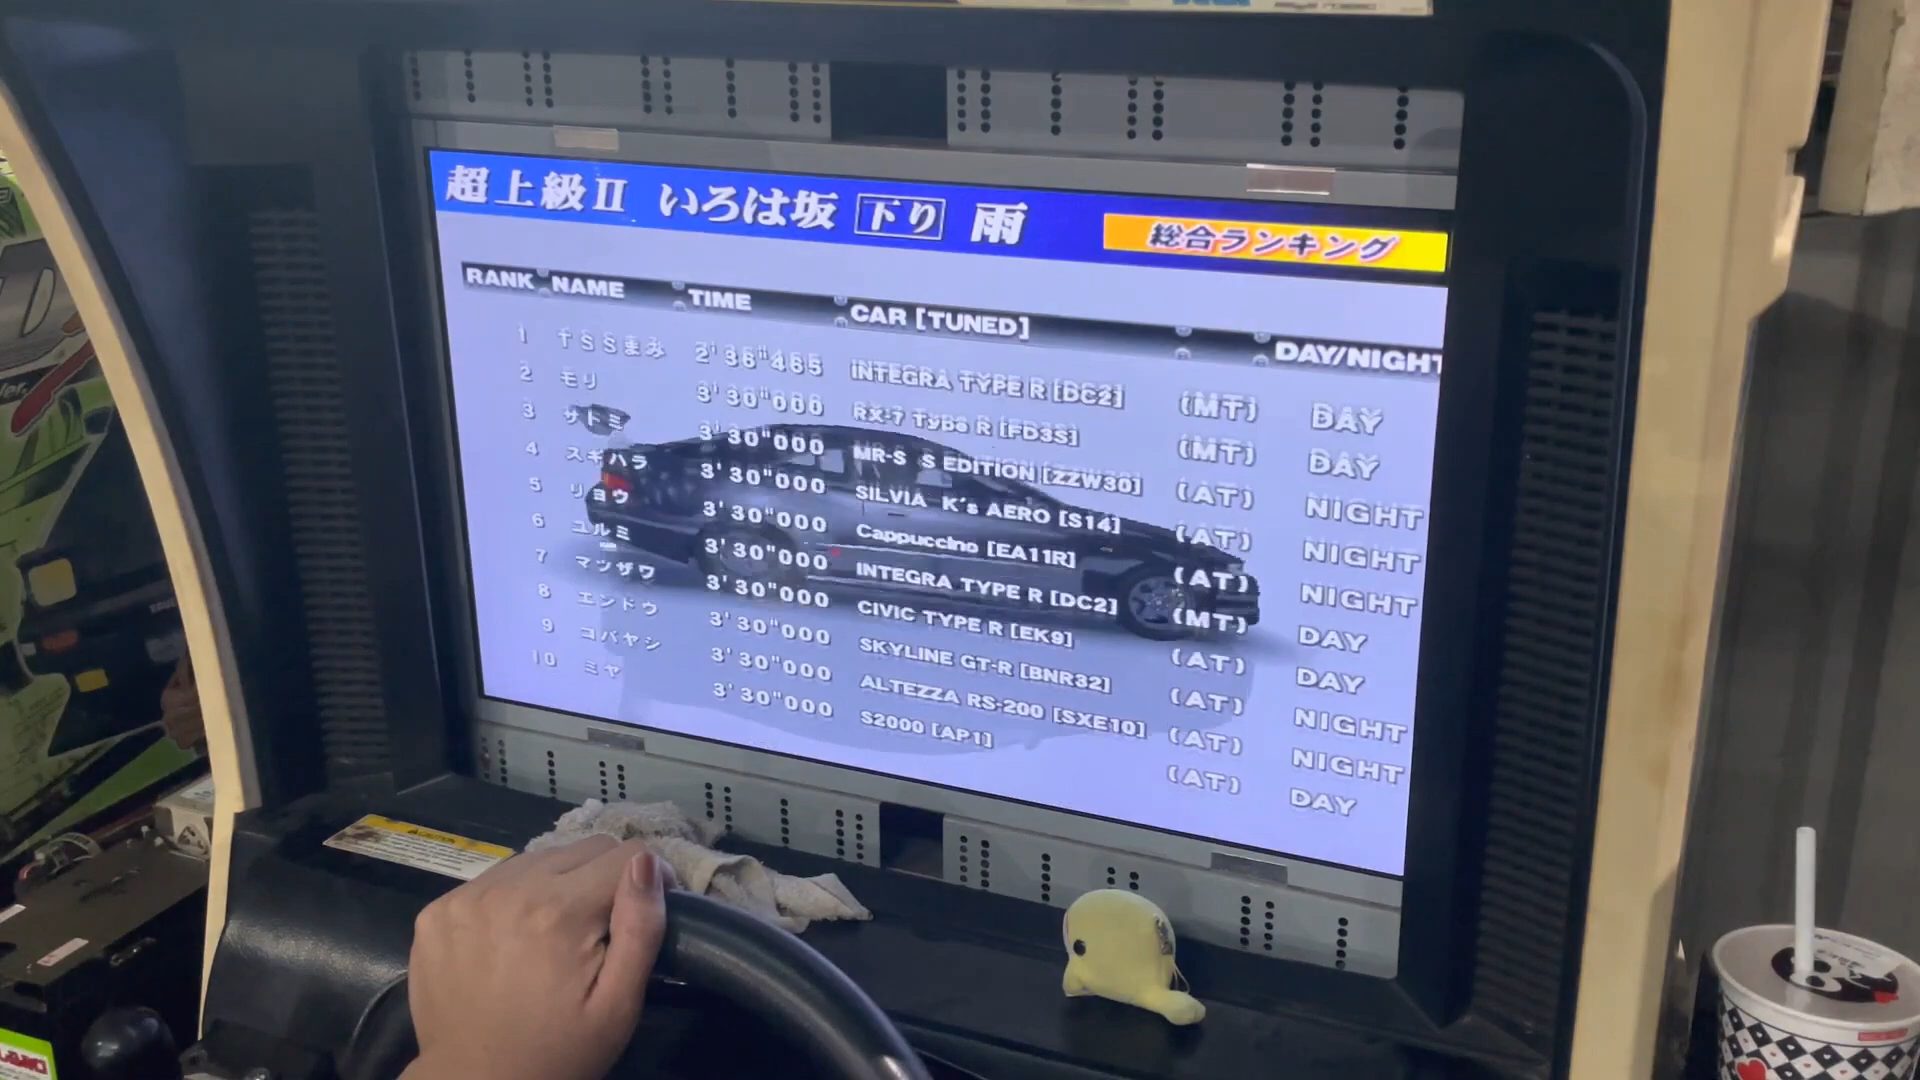 超上級II いろは坂 下り 雨 総合ランキング
RANK NAME TIME CAR [TUNED] DAY/NIGHT
1 TSSまみ 2'36"465 INTEGRA TYPE R [DC2] (MT) DAY
2 モリ 3'30"000 RX-7 Type R [FD3S] (MT) DAY
3 サトミ 3'30"000 MR-S S EDITION [ZZW30] (AT) NIGHT
4 スギハラ 3'30"000 SILVIA K's AERO [S14] (AT) NIGHT
5 リョウ 3'30"000 Cappuccino [EA11R] (AT) NIGHT
6 ユルミ 3'30"000 INTEGRA TYPE R [DC2] (MT) DAY
7 マツザワ 3'30"000 CIVIC TYPE R [EK9] (AT) DAY
8 エンドウ 3'30"000 SKYLINE GT-R [BNR32] (AT) NIGHT
9 コバヤシ 3'30"000 ALTEZZA RS-200 [SXE10] (AT) NIGHT
10 ミヤ 3'30"000 S2000 [AP1] (AT) DAY
CAUTION